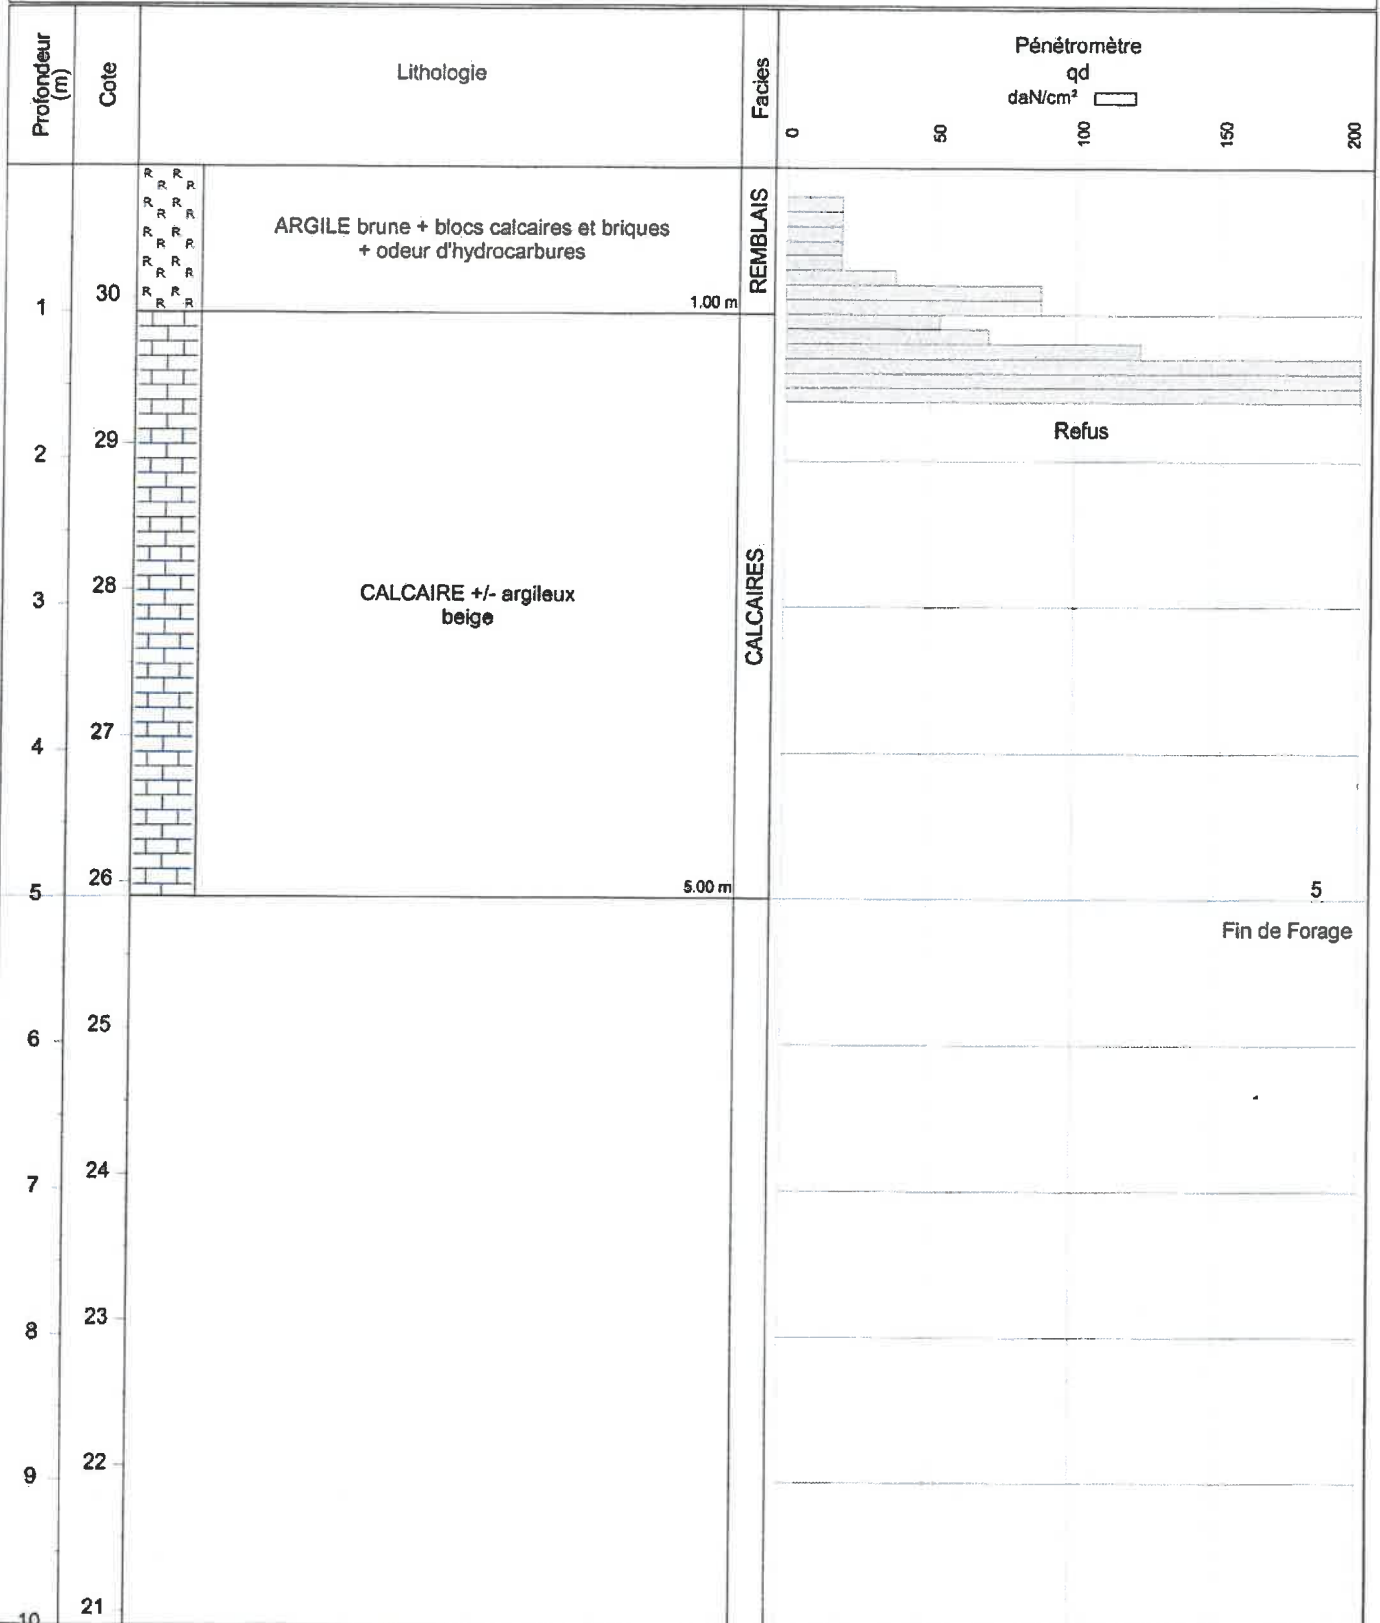 Profondeur
(m)
Cote
Lithologie
Facies
Pénétromètre
qd
daN/cm²
0
50
100
150
200
R R
R R
R R
R R
R R
R R
R R
R R
R R
R R
ARGILE brune + blocs calcaires et briques
+ odeur d'hydrocarbures
1.00 m
REMBLAIS
1
30
29
2
Refus
28
3
CALCAIRE +/- argileux
beige
CALCAIRES
27
4
26
5
5.00 m
5
Fin de Forage
25
6
24
7
23
8
22
9
21
10